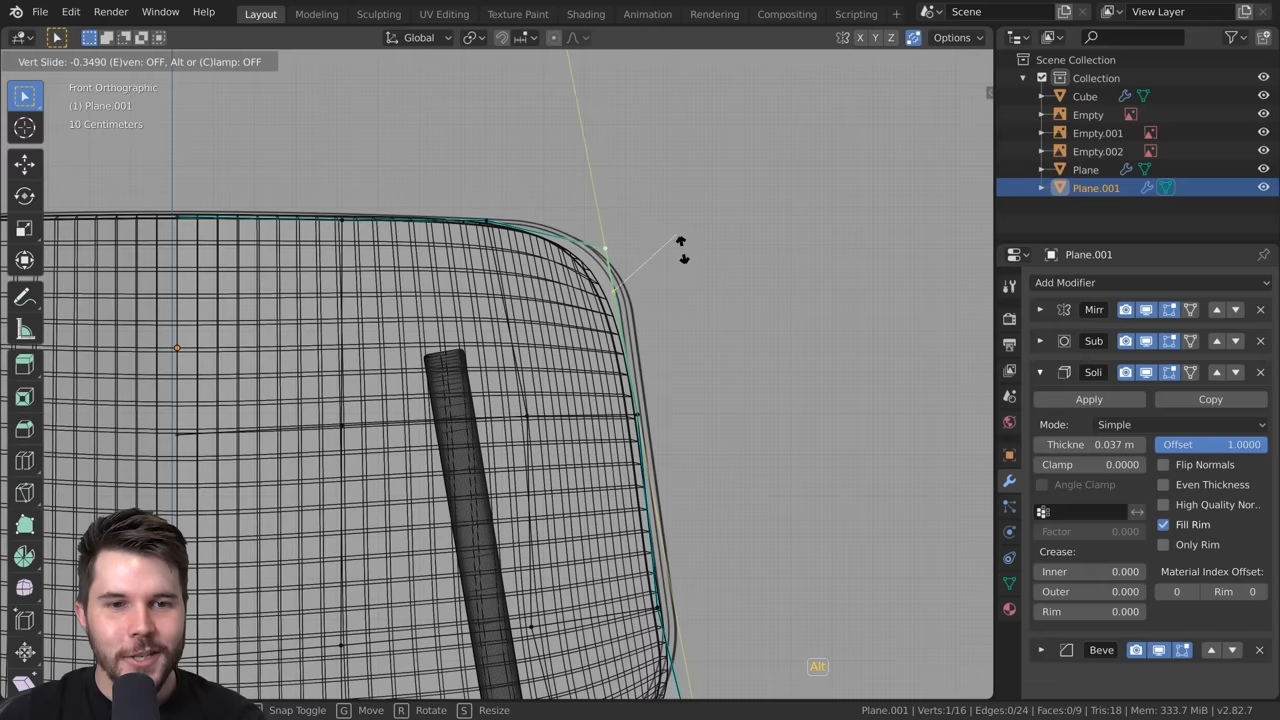 File Edit Render Window Help Layout Modeling Sculpting UV Editing Texture Paint Shading Animation Rendering Compositing Scripting + Scene View Layer
Global X Y Z Options
Vert Slide: -0.3490 (E)ven: OFF, Alt or (C)lamp: OFF
Front Orthographic
(1) Plane.001
10 Centimeters
Scene Collection
Collection
Cube
Empty
Empty.001
Empty.002
Plane
Plane.001
Plane.001
Add Modifier
Mirr
Sub
Soli
Apply Copy
Mode: Simple
Thickne 0.037 m Offset 1.0000
Clamp 0.0000 Flip Normals
Angle Clamp Even Thickness
High Quality Nor..
Factor 0.000 Fill Rim
Crease: Only Rim
Inner 0.000 Material Index Offset:
Outer 0.000 0 Rim 0
Rim 0.000
Beve
Alt
Snap Toggle G Move R Rotate S Resize Plane.001 | Verts:1/16 | Edges:0/24 | Faces:0/9 | Tris:18 | Mem: 333.7 MiB | v2.82.7